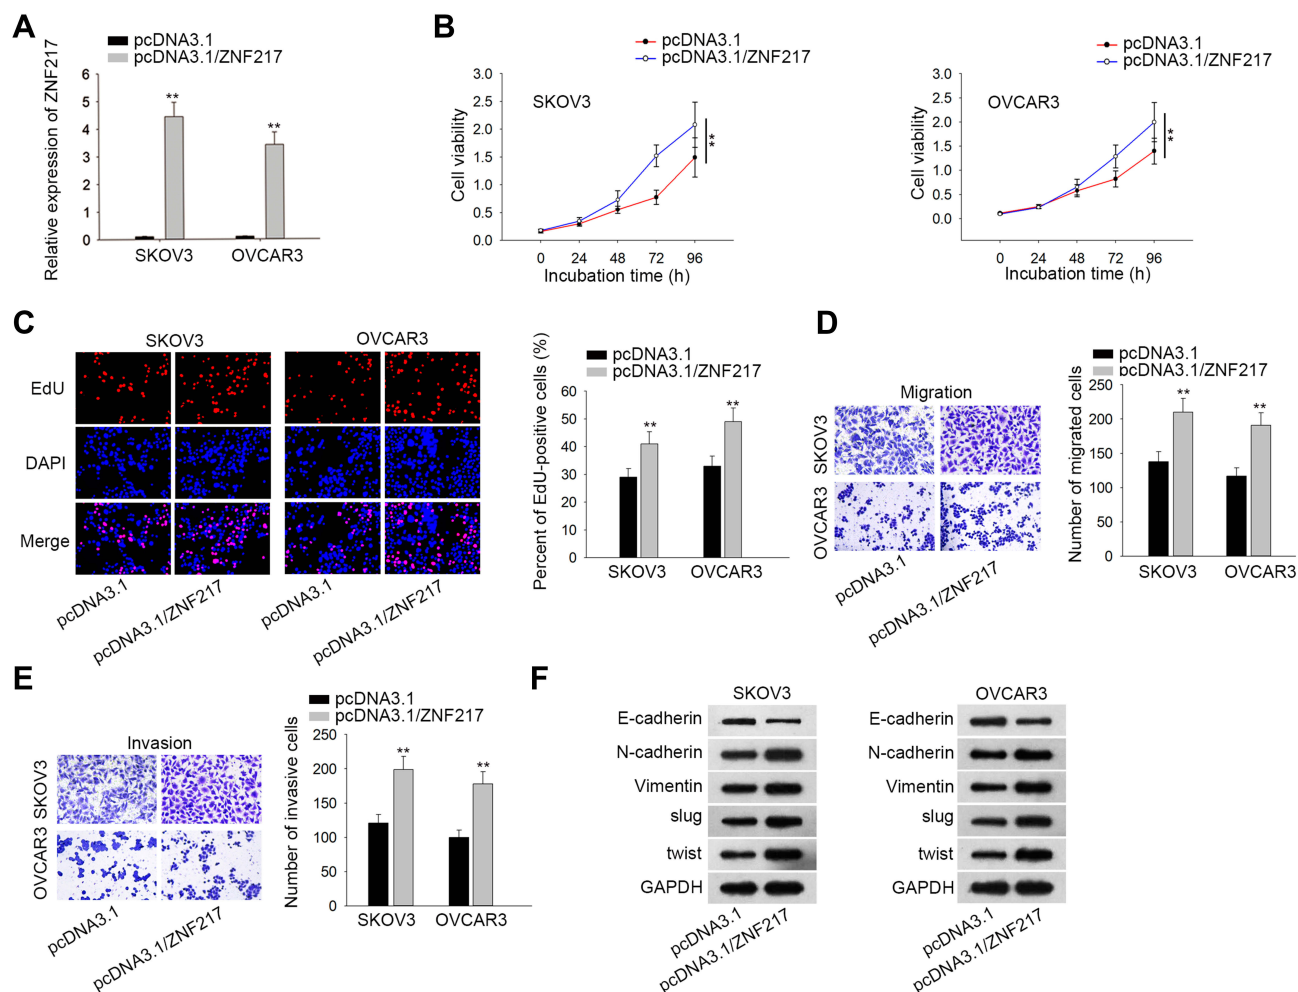 A
pcDNA3.1
pcDNA3.1/ZNF217
Relative expression of ZNF217
6
5
4
3
2
1
0
**
**
SKOV3
OVCAR3
B
pcDNA3.1
pcDNA3.1/ZNF217
SKOV3
Cell viability
3.0
2.5
2.0
1.5
1.0
0.5
0.0
**
0 24 48 72 96
Incubation time (h)
pcDNA3.1
pcDNA3.1/ZNF217
OVCAR3
Cell viability
3.0
2.5
2.0
1.5
1.0
0.5
0.0
**
0 24 48 72 96
Incubation time (h)
C
SKOV3
OVCAR3
EdU
DAPI
Merge
pcDNA3.1
pcDNA3.1/ZNF217
pcDNA3.1
pcDNA3.1/ZNF217
pcDNA3.1
pcDNA3.1/ZNF217
Percent of EdU-positive cells (%)
60
50
40
30
20
10
0
**
**
SKOV3
OVCAR3
D
Migration
SKOV3
OVCAR3
pcDNA3.1
pcDNA3.1/ZNF217
pcDNA3.1
pcDNA3.1/ZNF217
Number of migrated cells
250
200
150
100
50
0
**
**
SKOV3
OVCAR3
E
Invasion
SKOV3
OVCAR3
pcDNA3.1
pcDNA3.1/ZNF217
pcDNA3.1
pcDNA3.1/ZNF217
Number of invasive cells
250
200
150
100
50
0
**
**
SKOV3
OVCAR3
F
SKOV3
E-cadherin
N-cadherin
Vimentin
slug
twist
GAPDH
pcDNA3.1
pcDNA3.1/ZNF217
OVCAR3
E-cadherin
N-cadherin
Vimentin
slug
twist
GAPDH
pcDNA3.1
pcDNA3.1/ZNF217